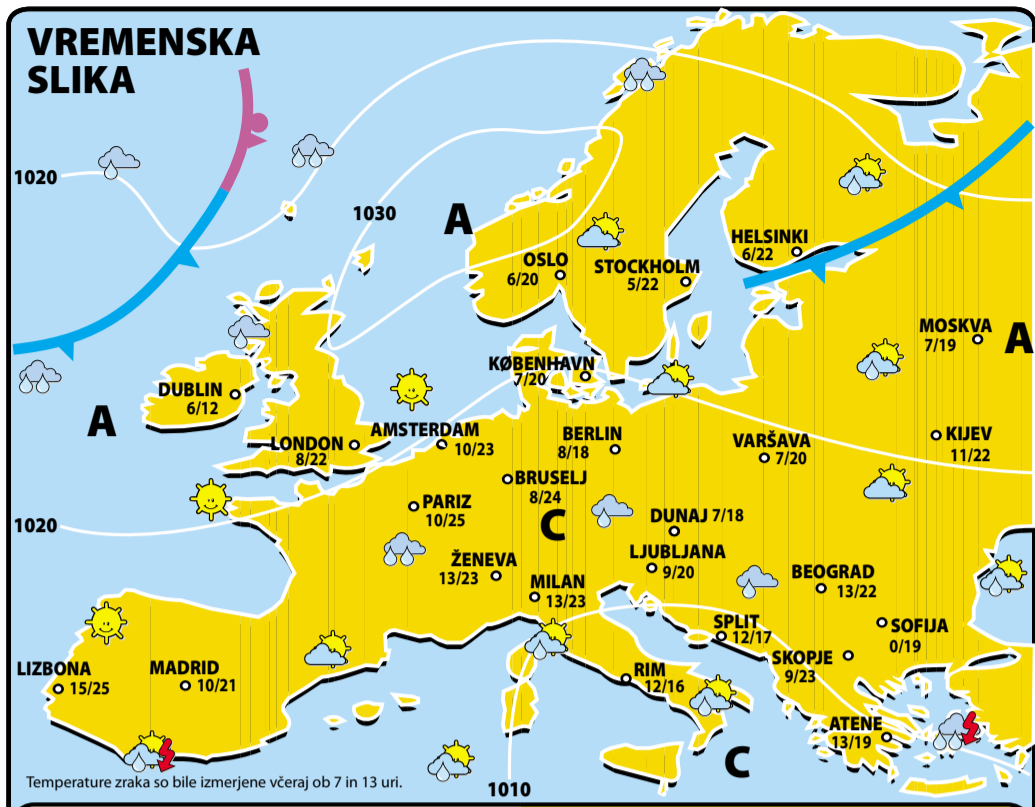 VREMENSKA
SLIKA
1020
1030
A
HELSINKI
6/22
OSLO
6/20
STOCKHOLM
5/22
MOSKVA
7/19
A
KØBENHAVN
7/20
DUBLIN
6/12
A
LONDON
8/22
AMSTERDAM
10/23
BERLIN
8/18
VARŠAVA
7/20
KIJEV
11/22
BRUSELJ
8/24
PARIZ
10/25
C
DUNAJ 7/18
1020
ŽENEVA
13/23
LJUBLJANA
9/20
MILAN
13/23
BEOGRAD
13/22
SPLIT
12/17
SOFIJA
0/19
SKOPJE
9/23
LIZBONA
15/25
MADRID
10/21
RIM
12/16
ATENE
13/19
C
Temperature zraka so bile izmerjene včeraj ob 7 in 13 uri.
1010